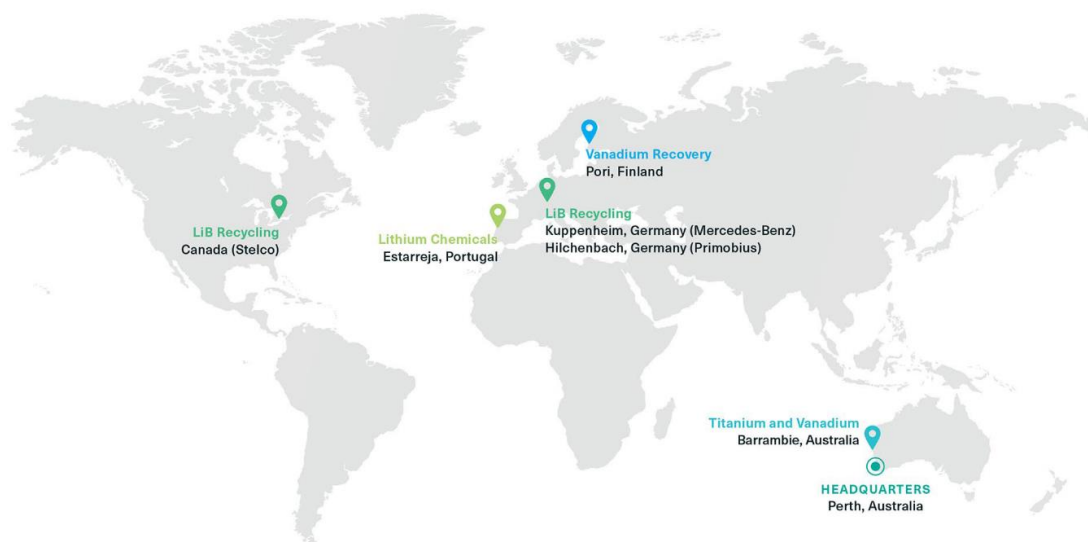 Vanadium Recovery
Pori, Finland
LiB Recycling
Kuppenheim, Germany (Mercedes-Benz)
Hilchenbach, Germany (Primobius)
LiB Recycling
Canada (Stelco)
Lithium Chemicals
Estarreja, Portugal
Titanium and Vanadium
Barrambie, Australia
HEADQUARTERS
Perth, Australia